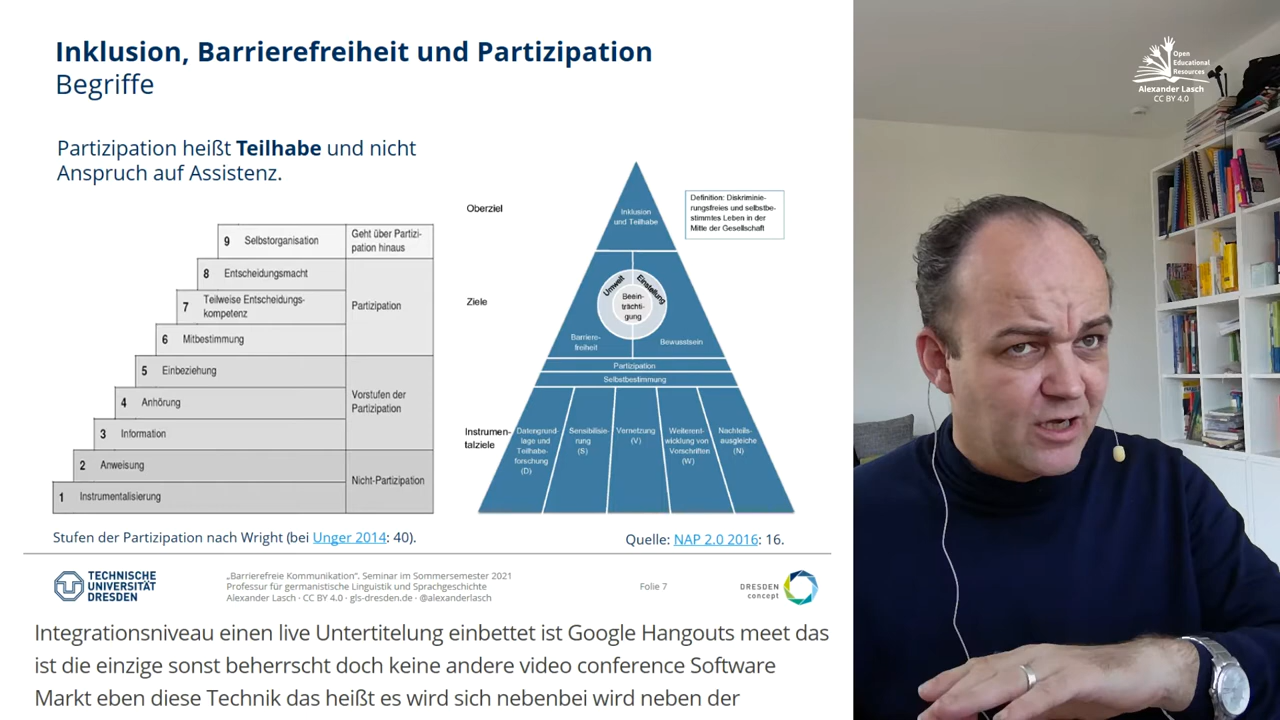 Inklusion, Barrierefreiheit und Partizipation
Begriffe
Partizipation heißt Teilhabe und nicht
Anspruch auf Assistenz.
9 Selbstorganisation
Geht über Partizi-
pation hinaus
8 Entscheidungsmacht
7 Teilweise Entscheidungs-
kompetenz
Partizipation
6 Mitbestimmung
5 Einbeziehung
4 Anhörung
Vorstufen der
Partizipation
3 Information
2 Anweisung
Nicht-Partizipation
1 Instrumentalisierung
Stufen der Partizipation nach Wright (bei Unger 2014: 40).
Oberziel
Inklusion
und Teilhabe
Definition: Diskriminie-
rungsfreies und selbstbe-
stimmtes Leben in der
Mitte der Gesellschaft
Ziele
Umwelt
Einstellung
Beein-
trächti-
gung
Barriere-
freiheit
Bewusstsein
Partizipation
Selbstbestimmung
Instrumen-
talziele
Datengrund-
lage und
Teilhabe-
forschung
(D)
Sensibilisie-
rung
(S)
Vernetzung
(V)
Weiterent-
wicklung von
Vorschriften
(W)
Nachteils-
ausgleiche
(N)
Quelle: NAP 2.0 2016: 16.
TECHNISCHE
UNIVERSITÄT
DRESDEN
„Barrierefreie Kommunikation“. Seminar im Sommersemester 2021
Professur für germanistische Linguistik und Sprachgeschichte
Alexander Lasch · CC BY 4.0 · gls-dresden.de · @alexanderlasch
Folie 7
DRESDEN
concept
Integrationsniveau einen live Untertitelung einbettet ist Google Hangouts meet das
ist die einzige sonst beherrscht doch keine andere video conference Software
Markt eben diese Technik das heißt es wird sich nebenbei wird neben der
Open
Educational
Resources
Alexander Lasch
CC BY 4.0